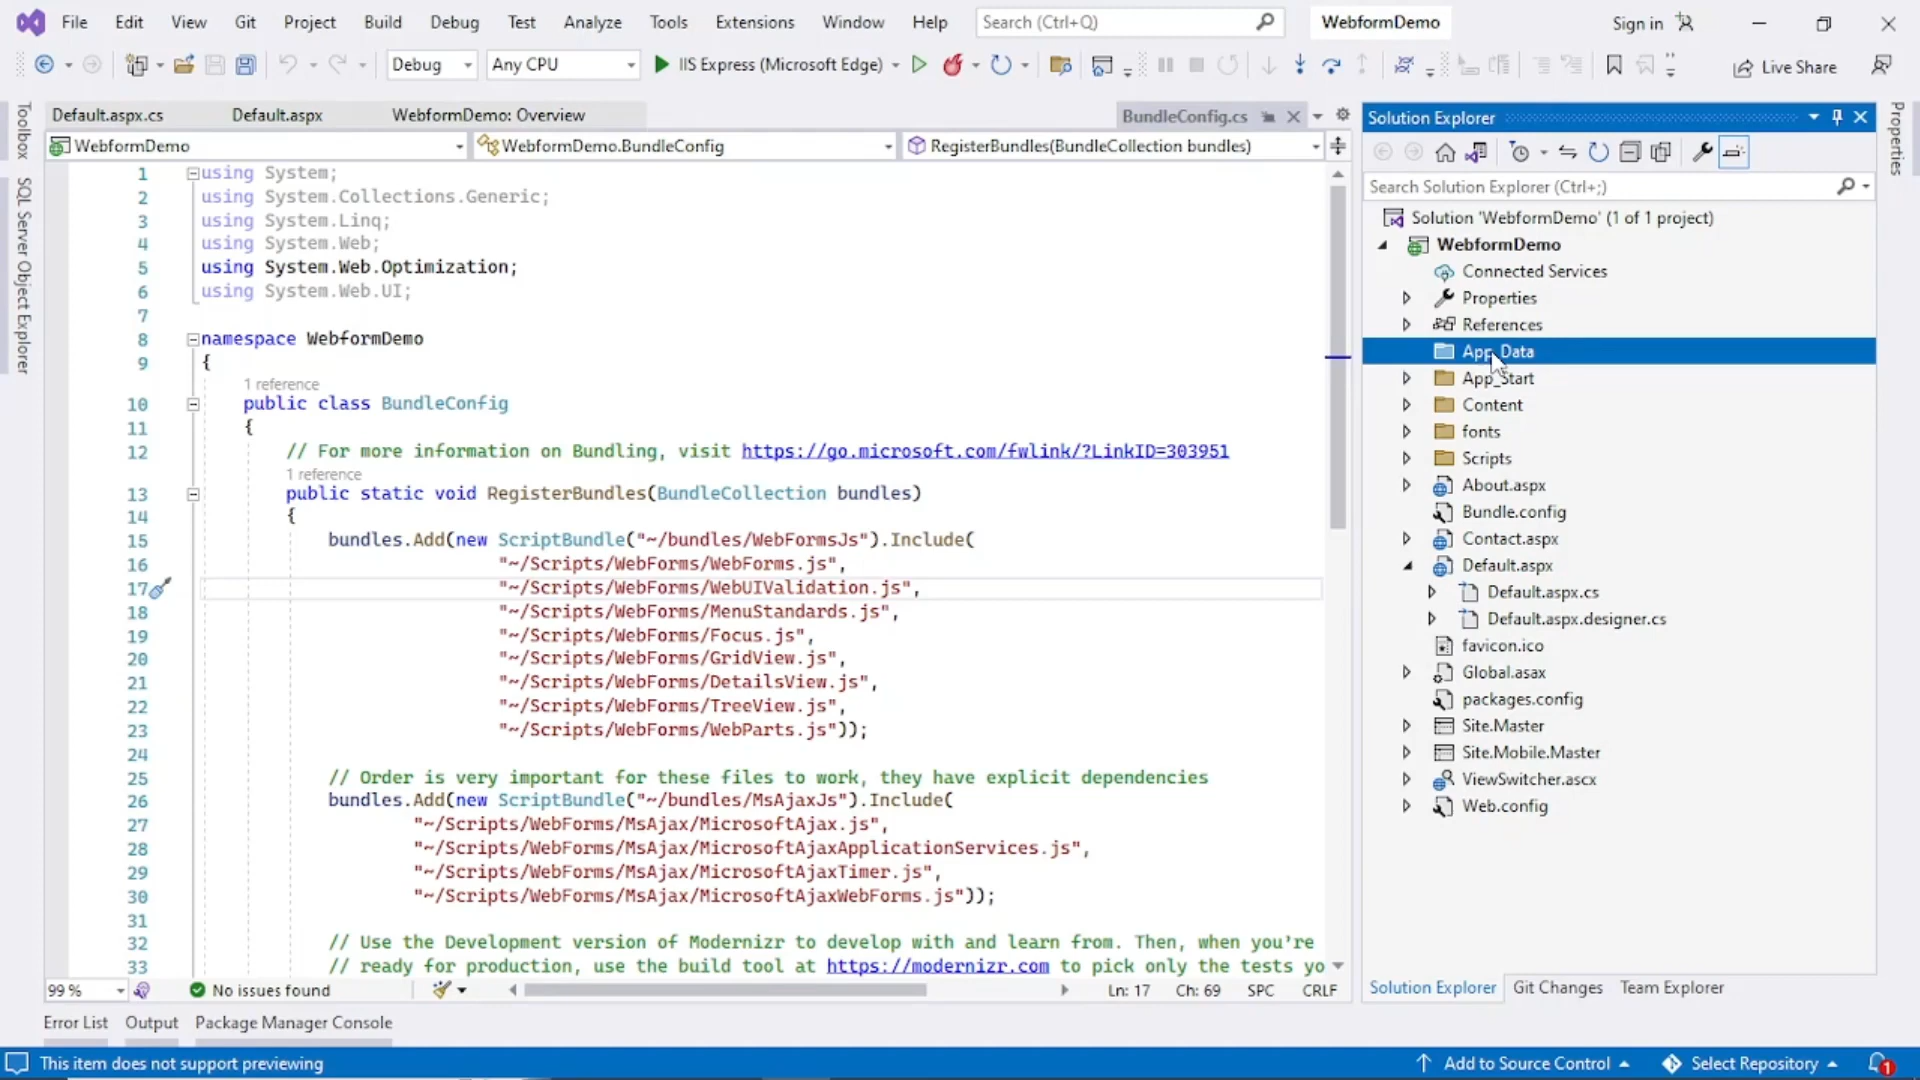 File Edit View Git Project Build Debug Test Analyze Tools Extensions Window Help Search (Ctrl+Q) WebformDemo Sign in
Debug Any CPU IIS Express (Microsoft Edge) Live Share
Toolbox
SQL Server Object Explorer
Default.aspx.cs Default.aspx WebformDemo: Overview BundleConfig.cs
WebformDemo WebformDemo.BundleConfig RegisterBundles(BundleCollection bundles)
1 using System;
2 using System.Collections.Generic;
3 using System.Linq;
4 using System.Web;
5 using System.Web.Optimization;
6 using System.Web.UI;
7
8 namespace WebformDemo
9 {
1 reference
10 public class BundleConfig
11 {
12 // For more information on Bundling, visit https://go.microsoft.com/fwlink/?LinkID=303951
1 reference
13 public static void RegisterBundles(BundleCollection bundles)
14 {
15 bundles.Add(new ScriptBundle("~/bundles/WebFormsJs").Include(
16 "~/Scripts/WebForms/WebForms.js",
17 "~/Scripts/WebForms/WebUIValidation.js",
18 "~/Scripts/WebForms/MenuStandards.js",
19 "~/Scripts/WebForms/Focus.js",
20 "~/Scripts/WebForms/GridView.js",
21 "~/Scripts/WebForms/DetailsView.js",
22 "~/Scripts/WebForms/TreeView.js",
23 "~/Scripts/WebForms/WebParts.js"));
24
25 // Order is very important for these files to work, they have explicit dependencies
26 bundles.Add(new ScriptBundle("~/bundles/MsAjaxJs").Include(
27 "~/Scripts/WebForms/MsAjax/MicrosoftAjax.js",
28 "~/Scripts/WebForms/MsAjax/MicrosoftAjaxApplicationServices.js",
29 "~/Scripts/WebForms/MsAjax/MicrosoftAjaxTimer.js",
30 "~/Scripts/WebForms/MsAjax/MicrosoftAjaxWebForms.js"));
31
32 // Use the Development version of Modernizr to develop with and learn from. Then, when you're
33 // ready for production, use the build tool at https://modernizr.com to pick only the tests yo
99 % No issues found Ln: 17 Ch: 69 SPC CRLF
Solution Explorer
Search Solution Explorer (Ctrl+;)
Solution 'WebformDemo' (1 of 1 project)
WebformDemo
Connected Services
Properties
References
App_Data
App_Start
Content
fonts
Scripts
About.aspx
Bundle.config
Contact.aspx
Default.aspx
Default.aspx.cs
Default.aspx.designer.cs
favicon.ico
Global.asax
packages.config
Site.Master
Site.Mobile.Master
ViewSwitcher.ascx
Web.config
Solution Explorer Git Changes Team Explorer
Properties
Error List Output Package Manager Console
This item does not support previewing Add to Source Control Select Repository 1